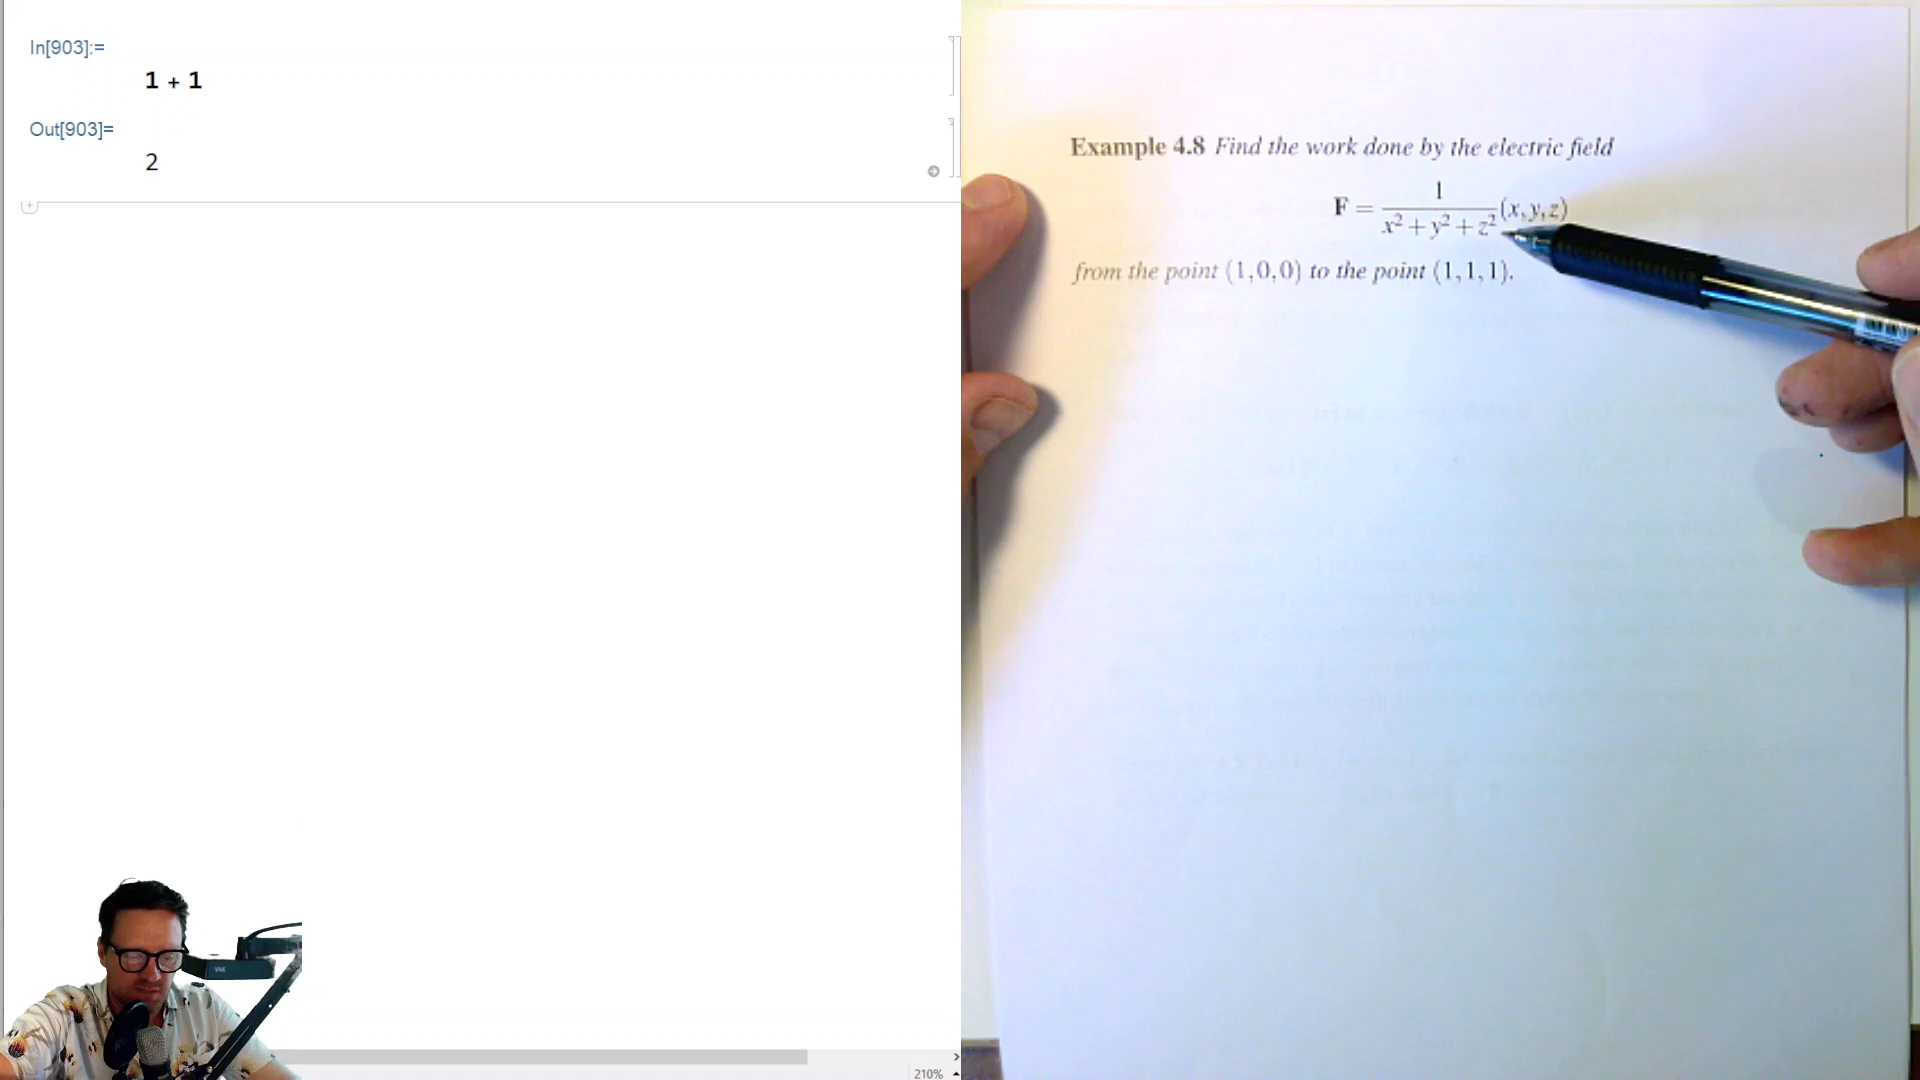 In[903]:=
1 + 1
Out[903]=
2
Example 4.8 Find the work done by the electric field
F = 1/(x² + y² + z²) (x, y, z)
from the point (1,0,0) to the point (1,1,1).
210%